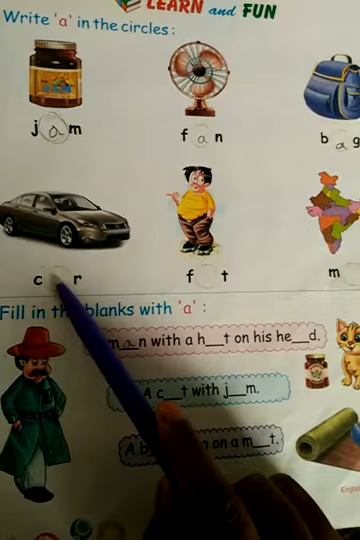 LEARN and FUN
Write 'a' in the circles:
j a m
f a n
b a g
c r
f t
m
Fill in the blanks with 'a' :
m a n with a h__t on his he__d.
A c__t with j__m.
on a m__t.